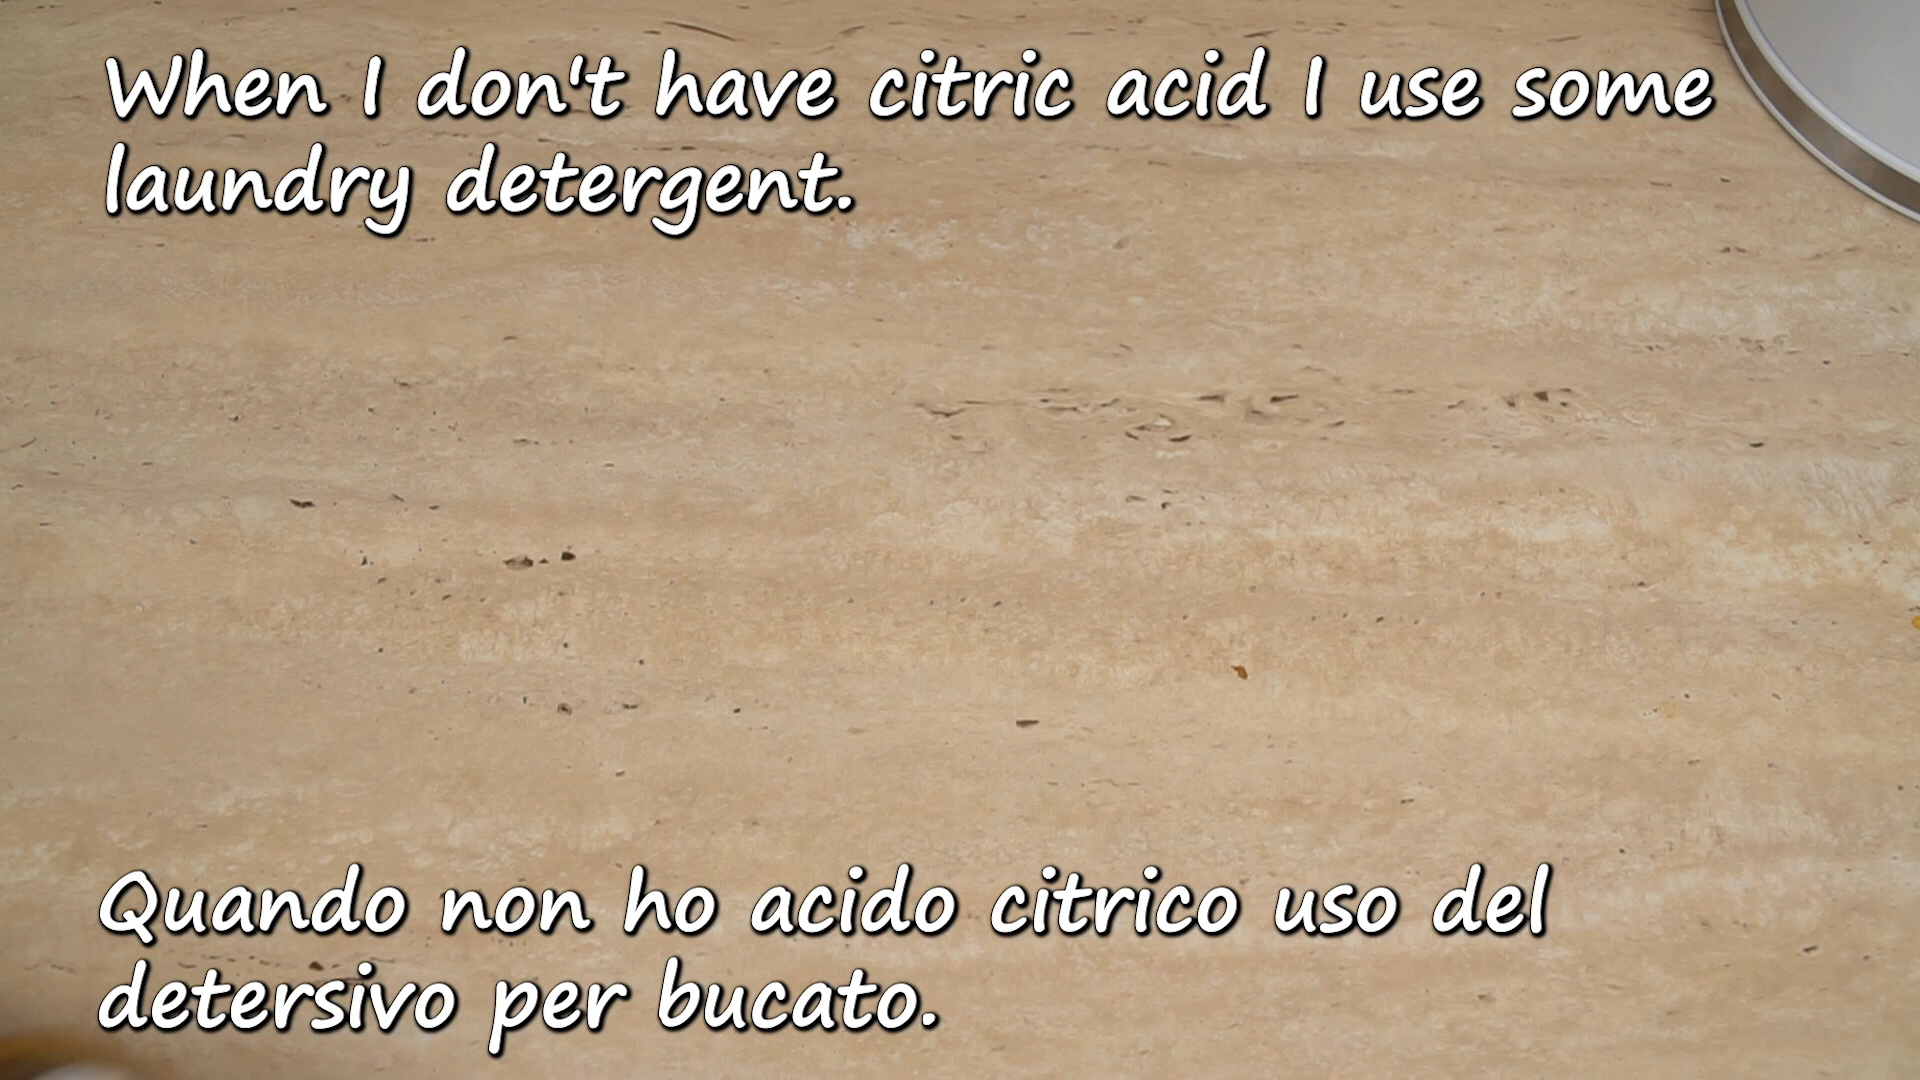 When I don't have citric acid I use some
laundry detergent.
Quando non ho acido citrico uso del
detersivo per bucato.